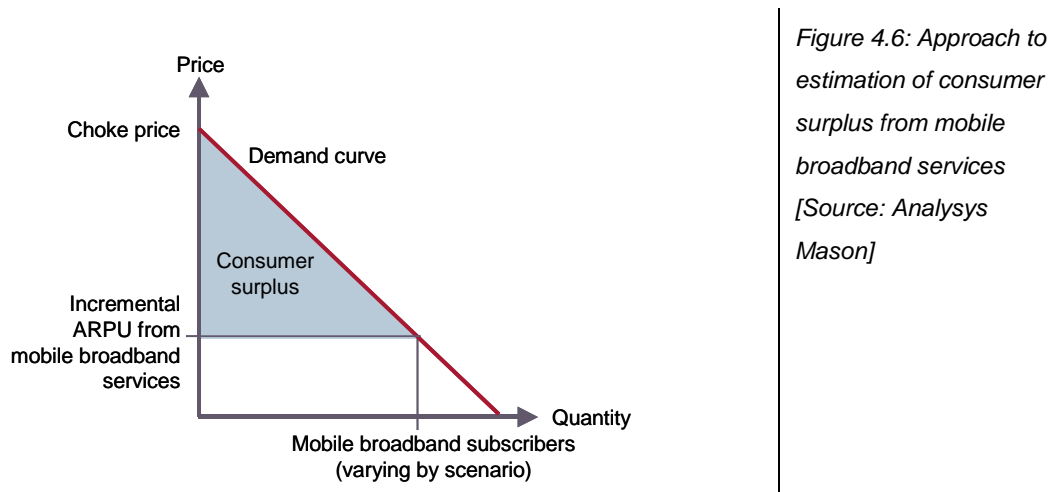 Price
Choke price
Demand curve
Consumer
surplus
Incremental
ARPU from
mobile broadband
services
Quantity
Mobile broadband subscribers
(varying by scenario)
Figure 4.6: Approach to
estimation of consumer
surplus from mobile
broadband services
[Source: Analysys
Mason]